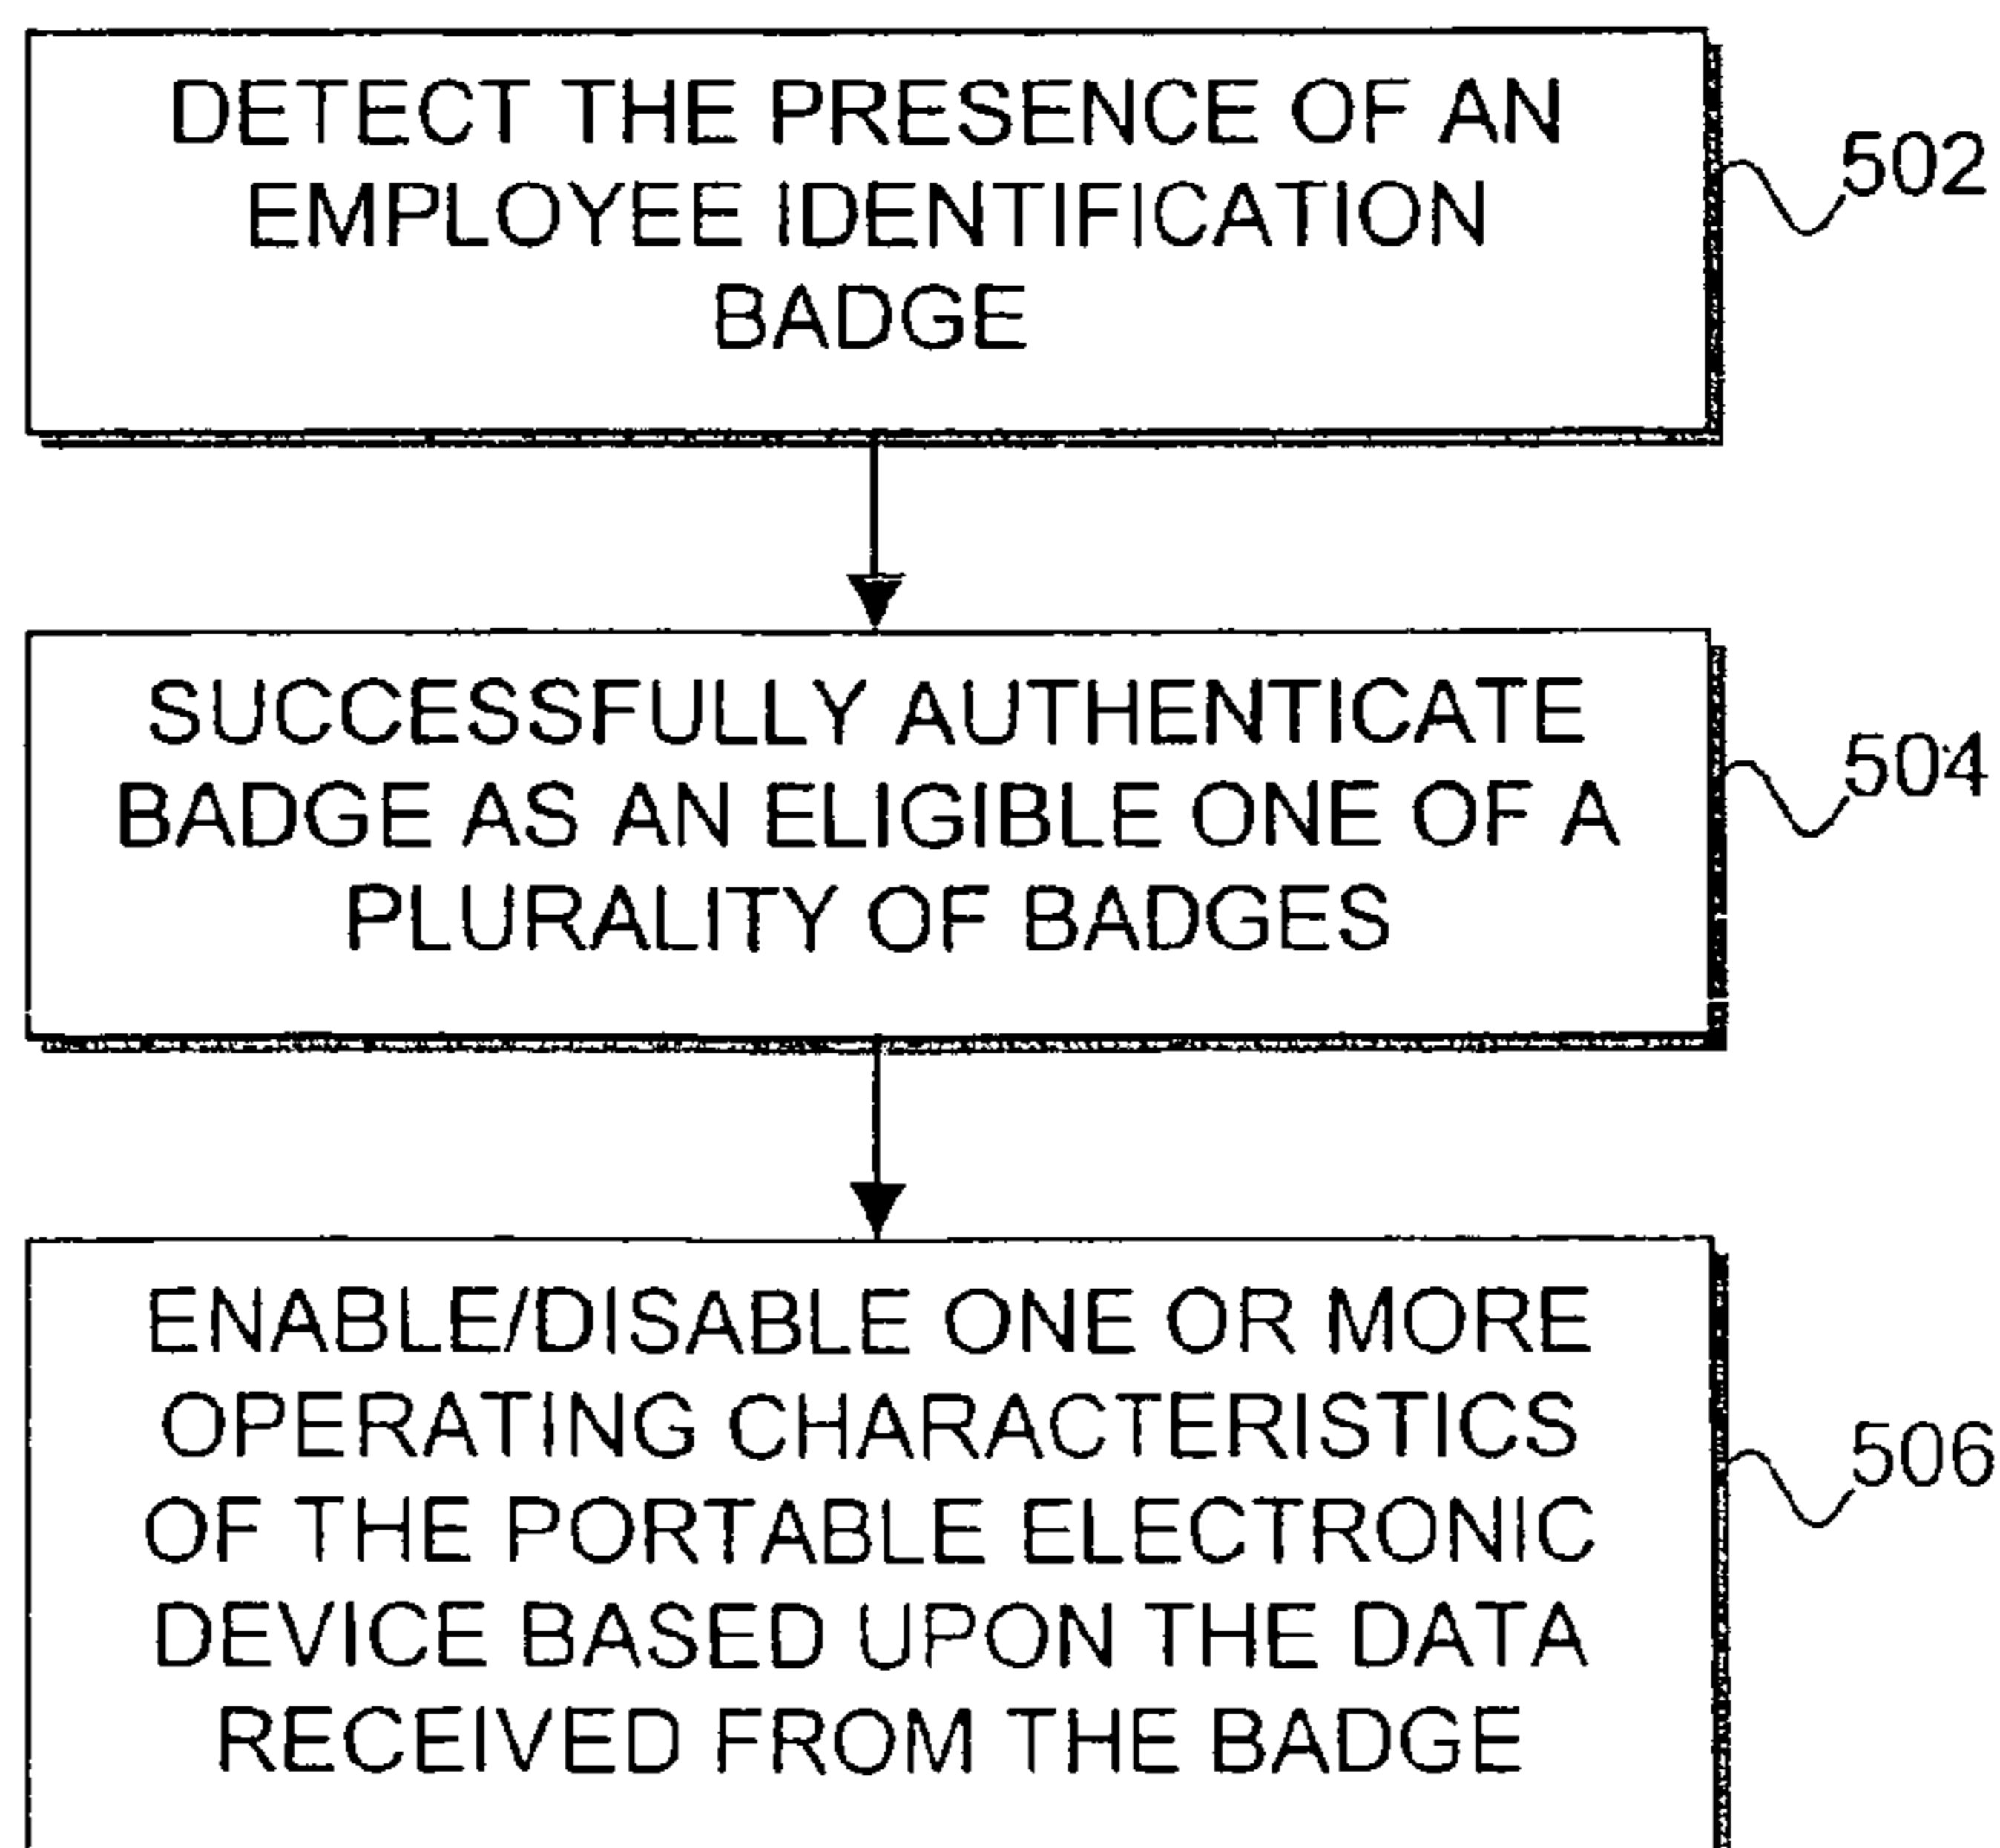 DETECT THE PRESENCE OF AN
EMPLOYEE IDENTIFICATION
BADGE
502
SUCCESSFULLY AUTHENTICATE
BADGE AS AN ELIGIBLE ONE OF A
PLURALITY OF BADGES
504
ENABLE/DISABLE ONE OR MORE
OPERATING CHARACTERISTICS
OF THE PORTABLE ELECTRONIC
DEVICE BASED UPON THE DATA
RECEIVED FROM THE BADGE
506